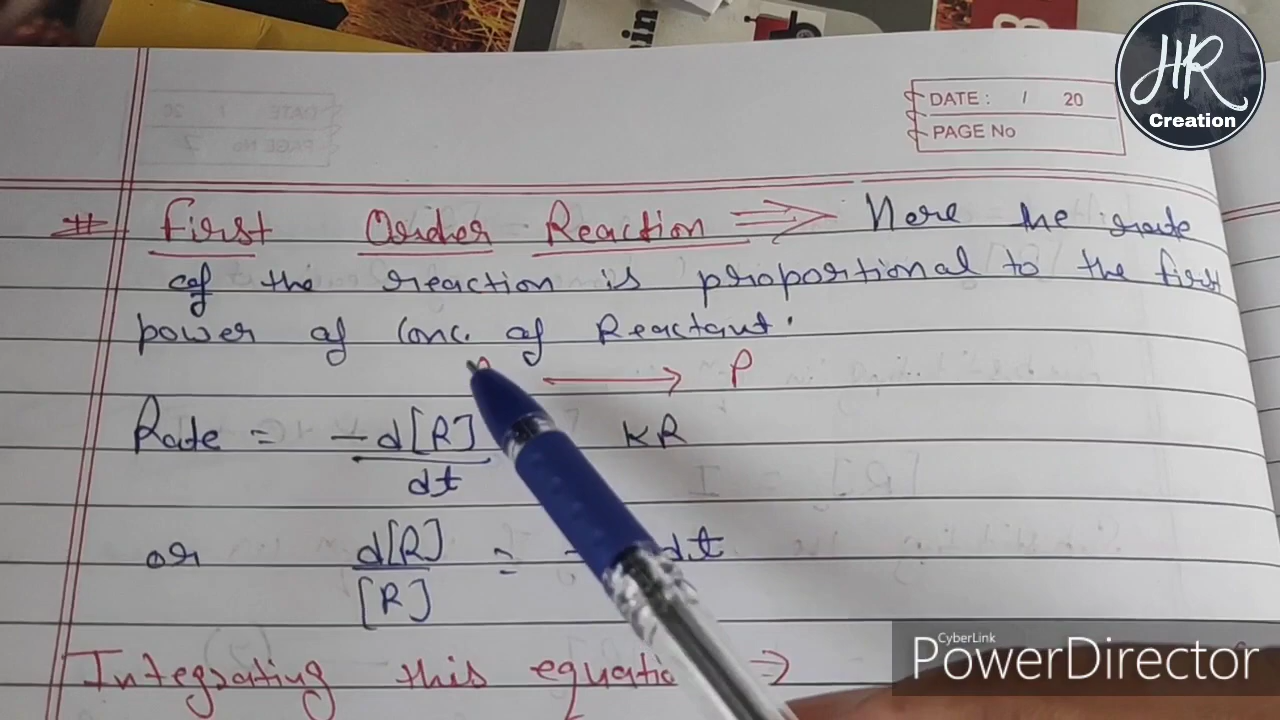 HR
Creation
DATE : / 20
PAGE No
# First Order Reaction ⇒ Here the rate
of the reaction is proportional to the first
power of Conc. of Reactant.
⟶ P
Rate = -d[R]/dt KR
or d[R]/[R] = - dt
Integrating this equatio ⇒
CyberLink
PowerDirector